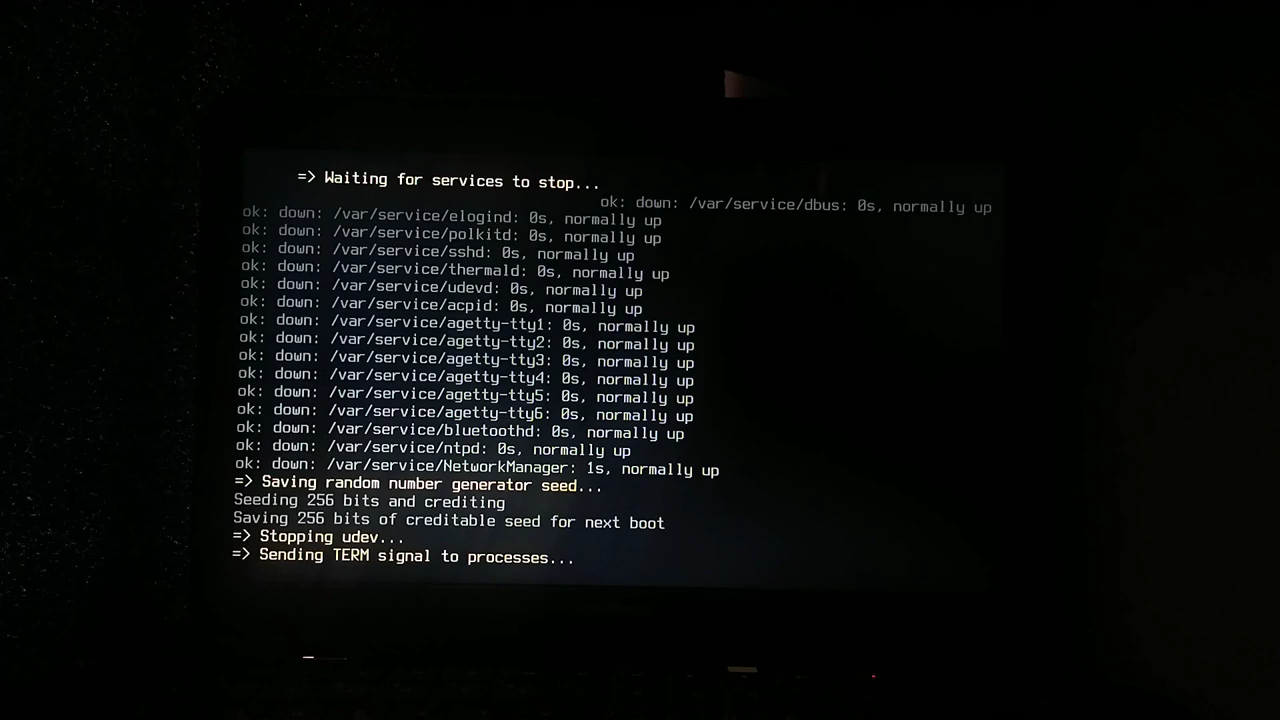 => Waiting for services to stop...
ok: down: /var/service/dbus: 0s, normally up
ok: down: /var/service/elogind: 0s, normally up
ok: down: /var/service/polkitd: 0s, normally up
ok: down: /var/service/sshd: 0s, normally up
ok: down: /var/service/thermald: 0s, normally up
ok: down: /var/service/udevd: 0s, normally up
ok: down: /var/service/acpid: 0s, normally up
ok: down: /var/service/agetty-tty1: 0s, normally up
ok: down: /var/service/agetty-tty2: 0s, normally up
ok: down: /var/service/agetty-tty3: 0s, normally up
ok: down: /var/service/agetty-tty4: 0s, normally up
ok: down: /var/service/agetty-tty5: 0s, normally up
ok: down: /var/service/agetty-tty6: 0s, normally up
ok: down: /var/service/bluetoothd: 0s, normally up
ok: down: /var/service/ntpd: 0s, normally up
ok: down: /var/service/NetworkManager: 1s, normally up
=> Saving random number generator seed...
Seeding 256 bits and crediting
Saving 256 bits of creditable seed for next boot
=> Stopping udev...
=> Sending TERM signal to processes...